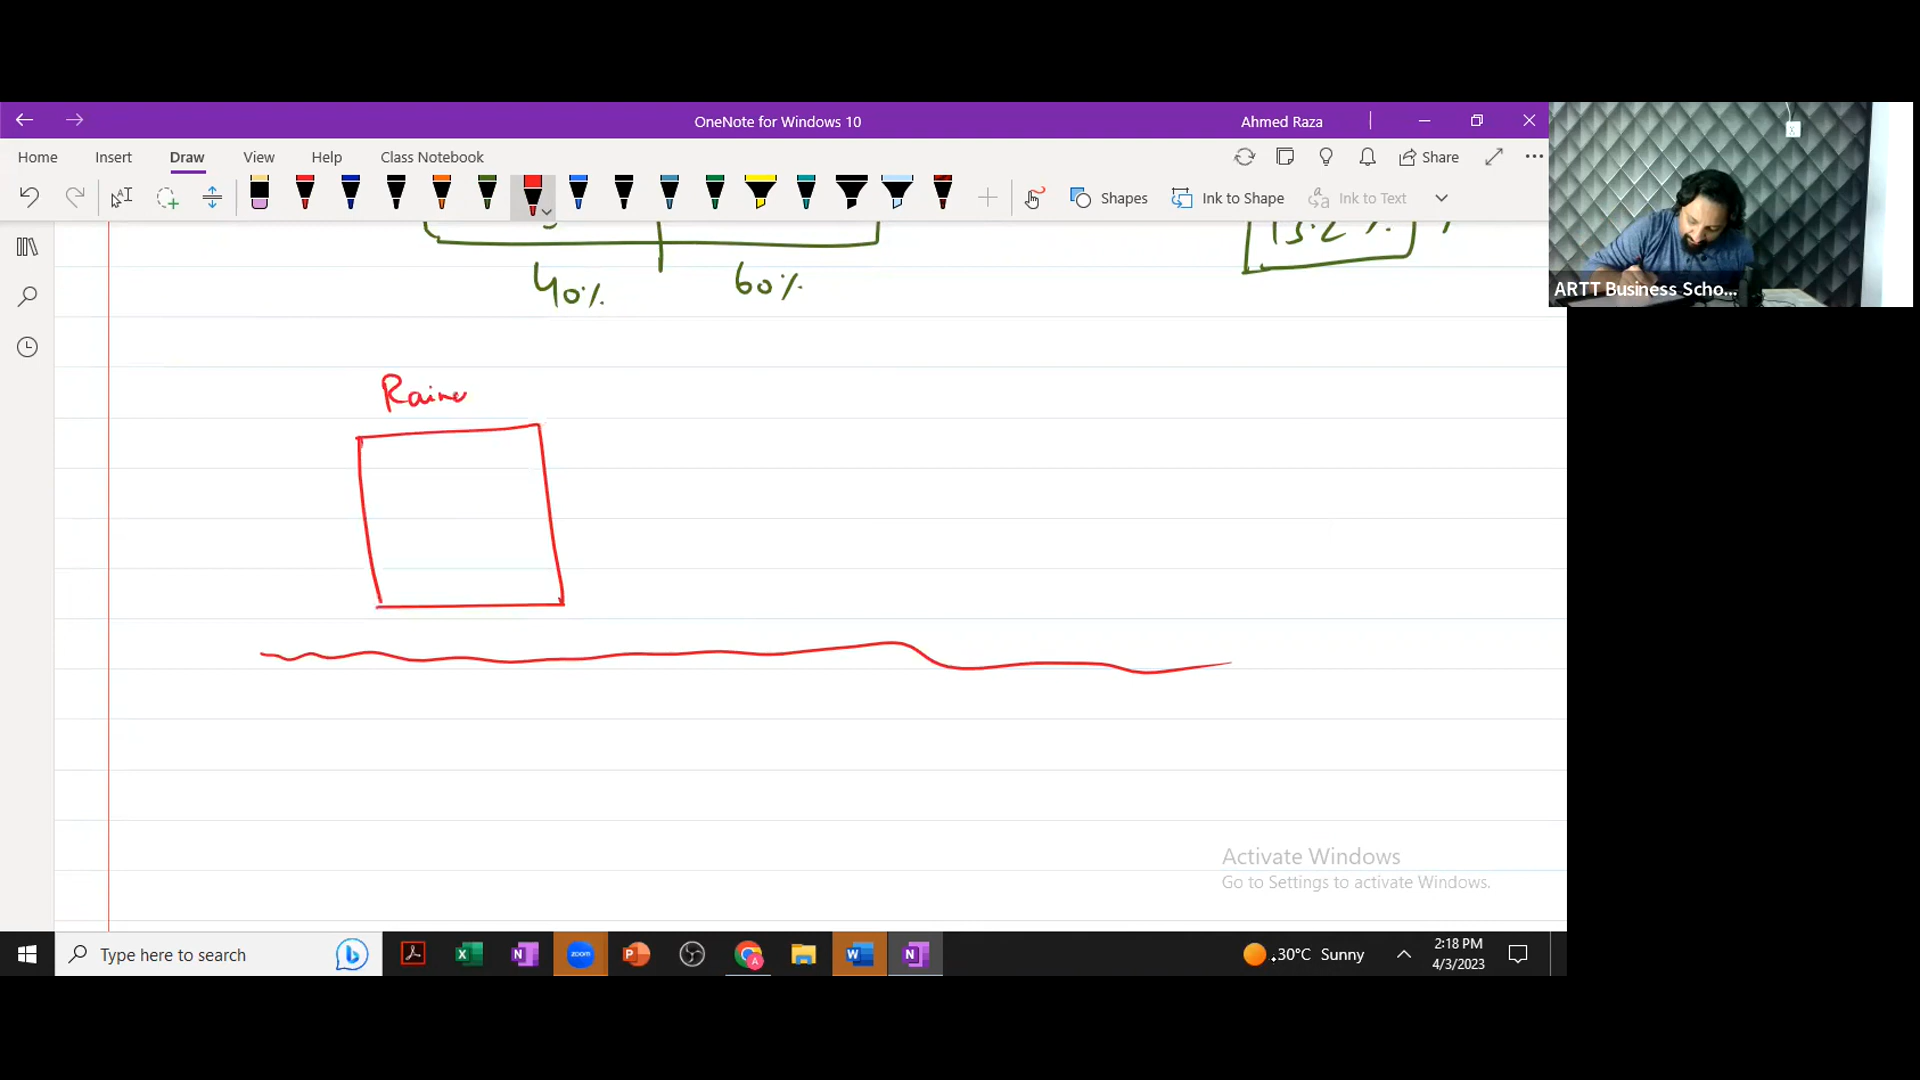 OneNote for Windows 10
Ahmed Raza
Home Insert Draw View Help Class Notebook
Share
Shapes Ink to Shape Ink to Text
40% 60%
ARTT Business Scho...
Activate Windows
Go to Settings to activate Windows.
Type here to search
zoom
30°C Sunny
2:18 PM
4/3/2023